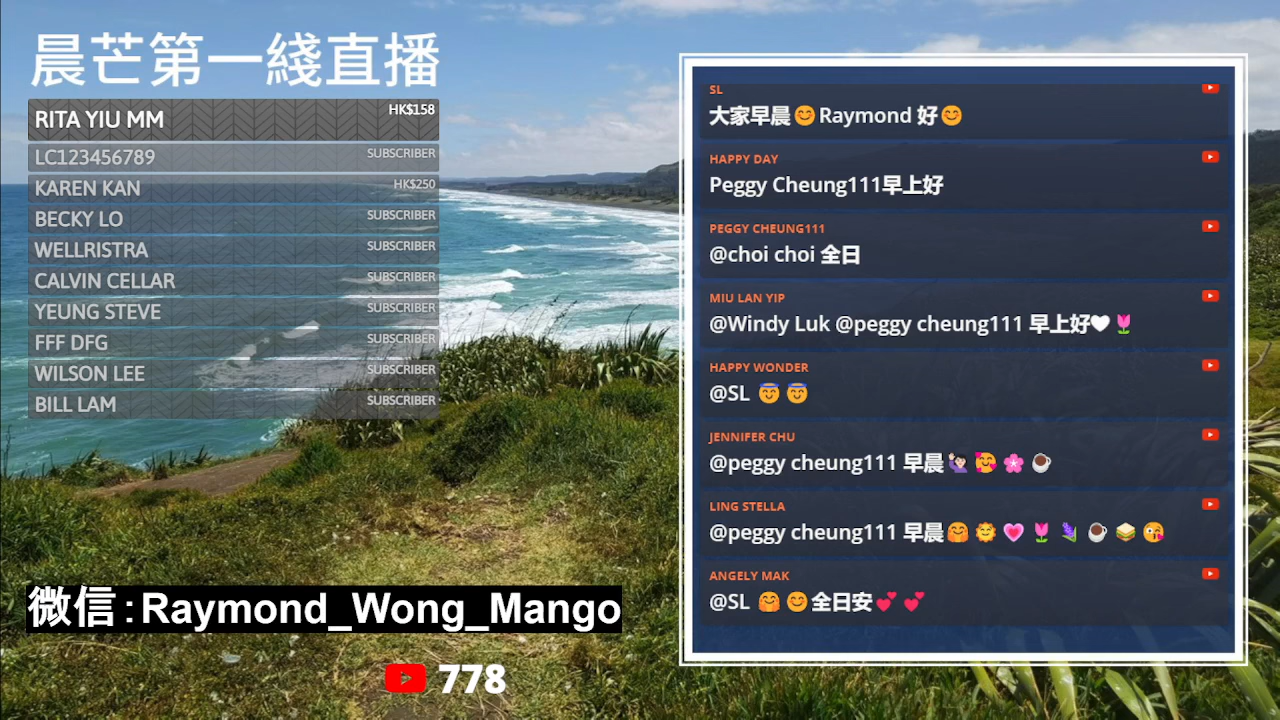 晨芒第一綫直播
RITA YIU MM HK$158
LC123456789 SUBSCRIBER
KAREN KAN HK$250
BECKY LO SUBSCRIBER
WELLRISTRA SUBSCRIBER
CALVIN CELLAR SUBSCRIBER
YEUNG STEVE SUBSCRIBER
FFF DFG SUBSCRIBER
WILSON LEE SUBSCRIBER
BILL LAM SUBSCRIBER
微信:Raymond_Wong_Mango
778
SL
大家早晨😊Raymond 好😊
HAPPY DAY
Peggy Cheung111早上好
PEGGY CHEUNG111
@choi choi 全日
MIU LAN YIP
@Windy Luk @peggy cheung111 早上好🤍🌷
HAPPY WONDER
@SL 😇😇
JENNIFER CHU
@peggy cheung111 早晨🙋🏻‍♀️🥰🌸☕
LING STELLA
@peggy cheung111 早晨🤗🌞💗🌷🪻☕🥪😘
ANGELY MAK
@SL 🤗😊全日安💕💕